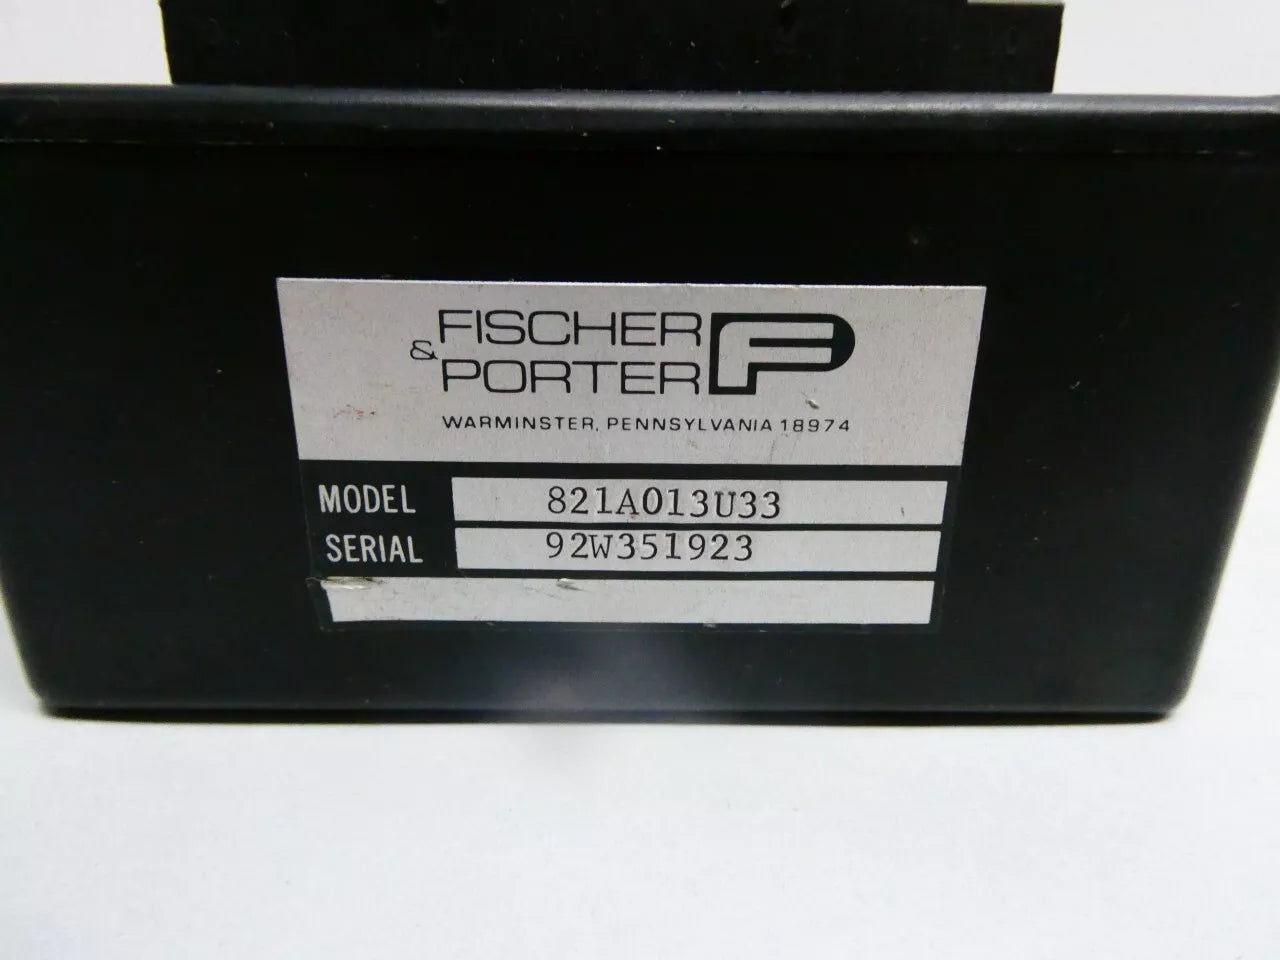 FISCHER
& PORTER
WARMINSTER, PENNSYLVANIA 18974
MODEL 821A013U33
SERIAL 92W351923